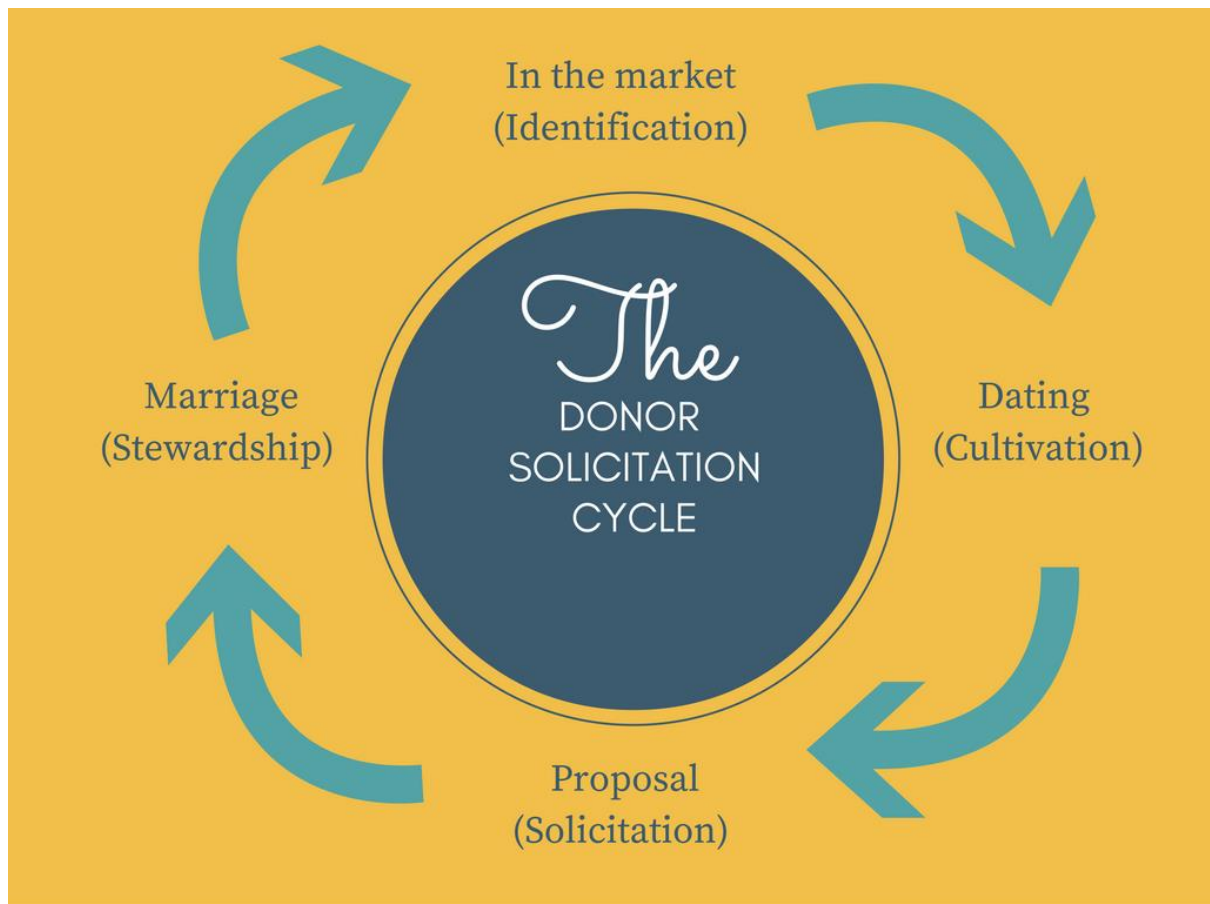 In the market
(Identification)
The
DONOR
SOLICITATION
CYCLE
Marriage
(Stewardship)
Dating
(Cultivation)
Proposal
(Solicitation)